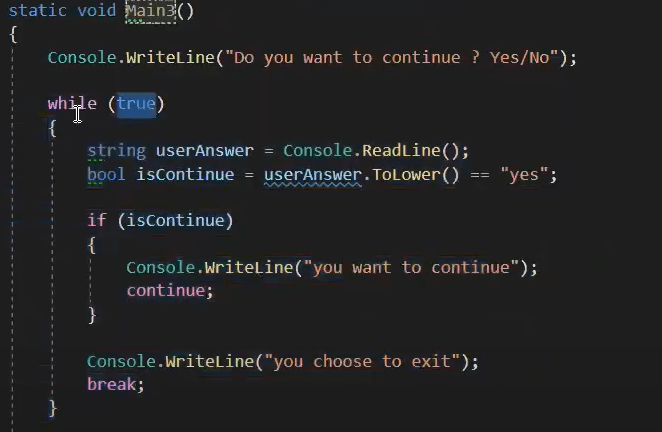 static void Main3()
{
Console.WriteLine("Do you want to continue ? Yes/No");
while (true)
{
string userAnswer = Console.ReadLine();
bool isContinue = userAnswer.ToLower() == "yes";
if (isContinue)
{
Console.WriteLine("you want to continue");
continue;
}
Console.WriteLine("you choose to exit");
break;
}